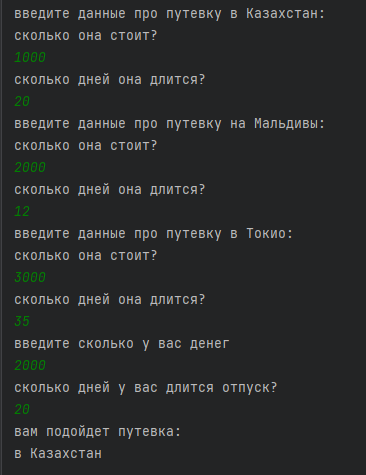 введите данные про путевку в Казахстан:
сколько она стоит?
1000
сколько дней она длится?
20
введите данные про путевку на Мальдивы:
сколько она стоит?
2000
сколько дней она длится?
12
введите данные про путевку в Токио:
сколько она стоит?
3000
сколько дней она длится?
35
введите сколько у вас денег
2000
сколько дней у вас длится отпуск?
20
вам подойдет путевка:
в Казахстан